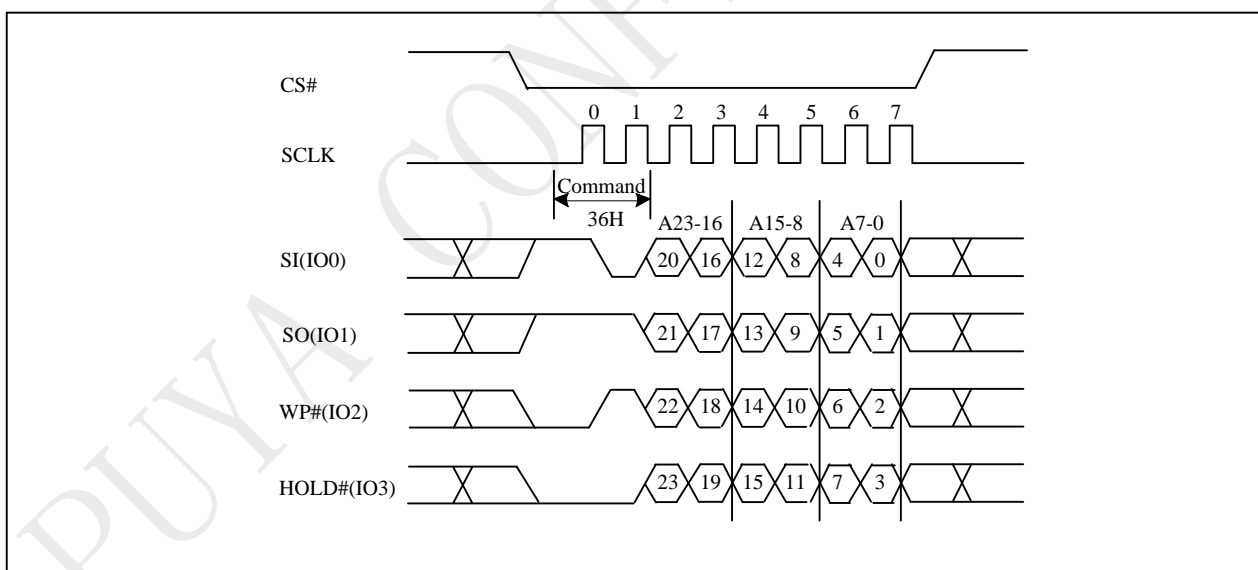 PUYA CONF
CS#
0 1 2 3 4 5 6 7
SCLK
Command
36H
A23-16 A15-8 A7-0
SI(IO0) 20 16 12 8 4 0
SO(IO1) 21 17 13 9 5 1
WP#(IO2) 22 18 14 10 6 2
HOLD#(IO3) 23 19 15 11 7 3